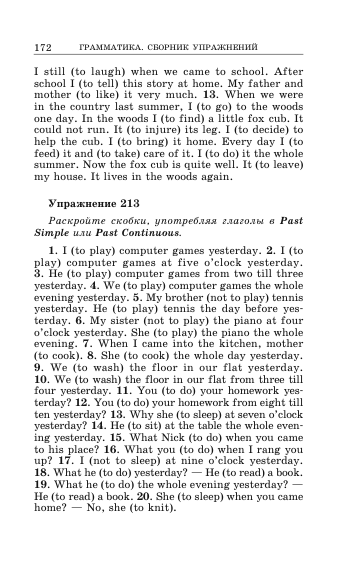 172 ГРАММАТИКА. СБОРНИК УПРАЖНЕНИЙ
I still (to laugh) when we came to school. After
school I (to tell) this story at home. My father and
mother (to like) it very much. 13. When we were
in the country last summer, I (to go) to the woods
one day. In the woods I (to find) a little fox cub. It
could not run. It (to injure) its leg. I (to decide) to
help the cub. I (to bring) it home. Every day I (to
feed) it and (to take) care of it. I (to do) it the whole
summer. Now the fox cub is quite well. It (to leave)
my house. It lives in the woods again.
Упражнение 213
Раскройте скобки, употребляя глаголы в Past
Simple или Past Continuous.
1. I (to play) computer games yesterday. 2. I (to
play) computer games at five o'clock yesterday.
3. He (to play) computer games from two till three
yesterday. 4. We (to play) computer games the whole
evening yesterday. 5. My brother (not to play) tennis
yesterday. He (to play) tennis the day before yes-
terday. 6. My sister (not to play) the piano at four
o'clock yesterday. She (to play) the piano the whole
evening. 7. When I came into the kitchen, mother
(to cook). 8. She (to cook) the whole day yesterday.
9. We (to wash) the floor in our flat yesterday.
10. We (to wash) the floor in our flat from three till
four yesterday. 11. You (to do) your homework yes-
terday? 12. You (to do) your homework from eight till
ten yesterday? 13. Why she (to sleep) at seven o'clock
yesterday? 14. He (to sit) at the table the whole even-
ing yesterday. 15. What Nick (to do) when you came
to his place? 16. What you (to do) when I rang you
up? 17. I (not to sleep) at nine o'clock yesterday.
18. What he (to do) yesterday? — He (to read) a book.
19. What he (to do) the whole evening yesterday? —
He (to read) a book. 20. She (to sleep) when you came
home? — No, she (to knit).